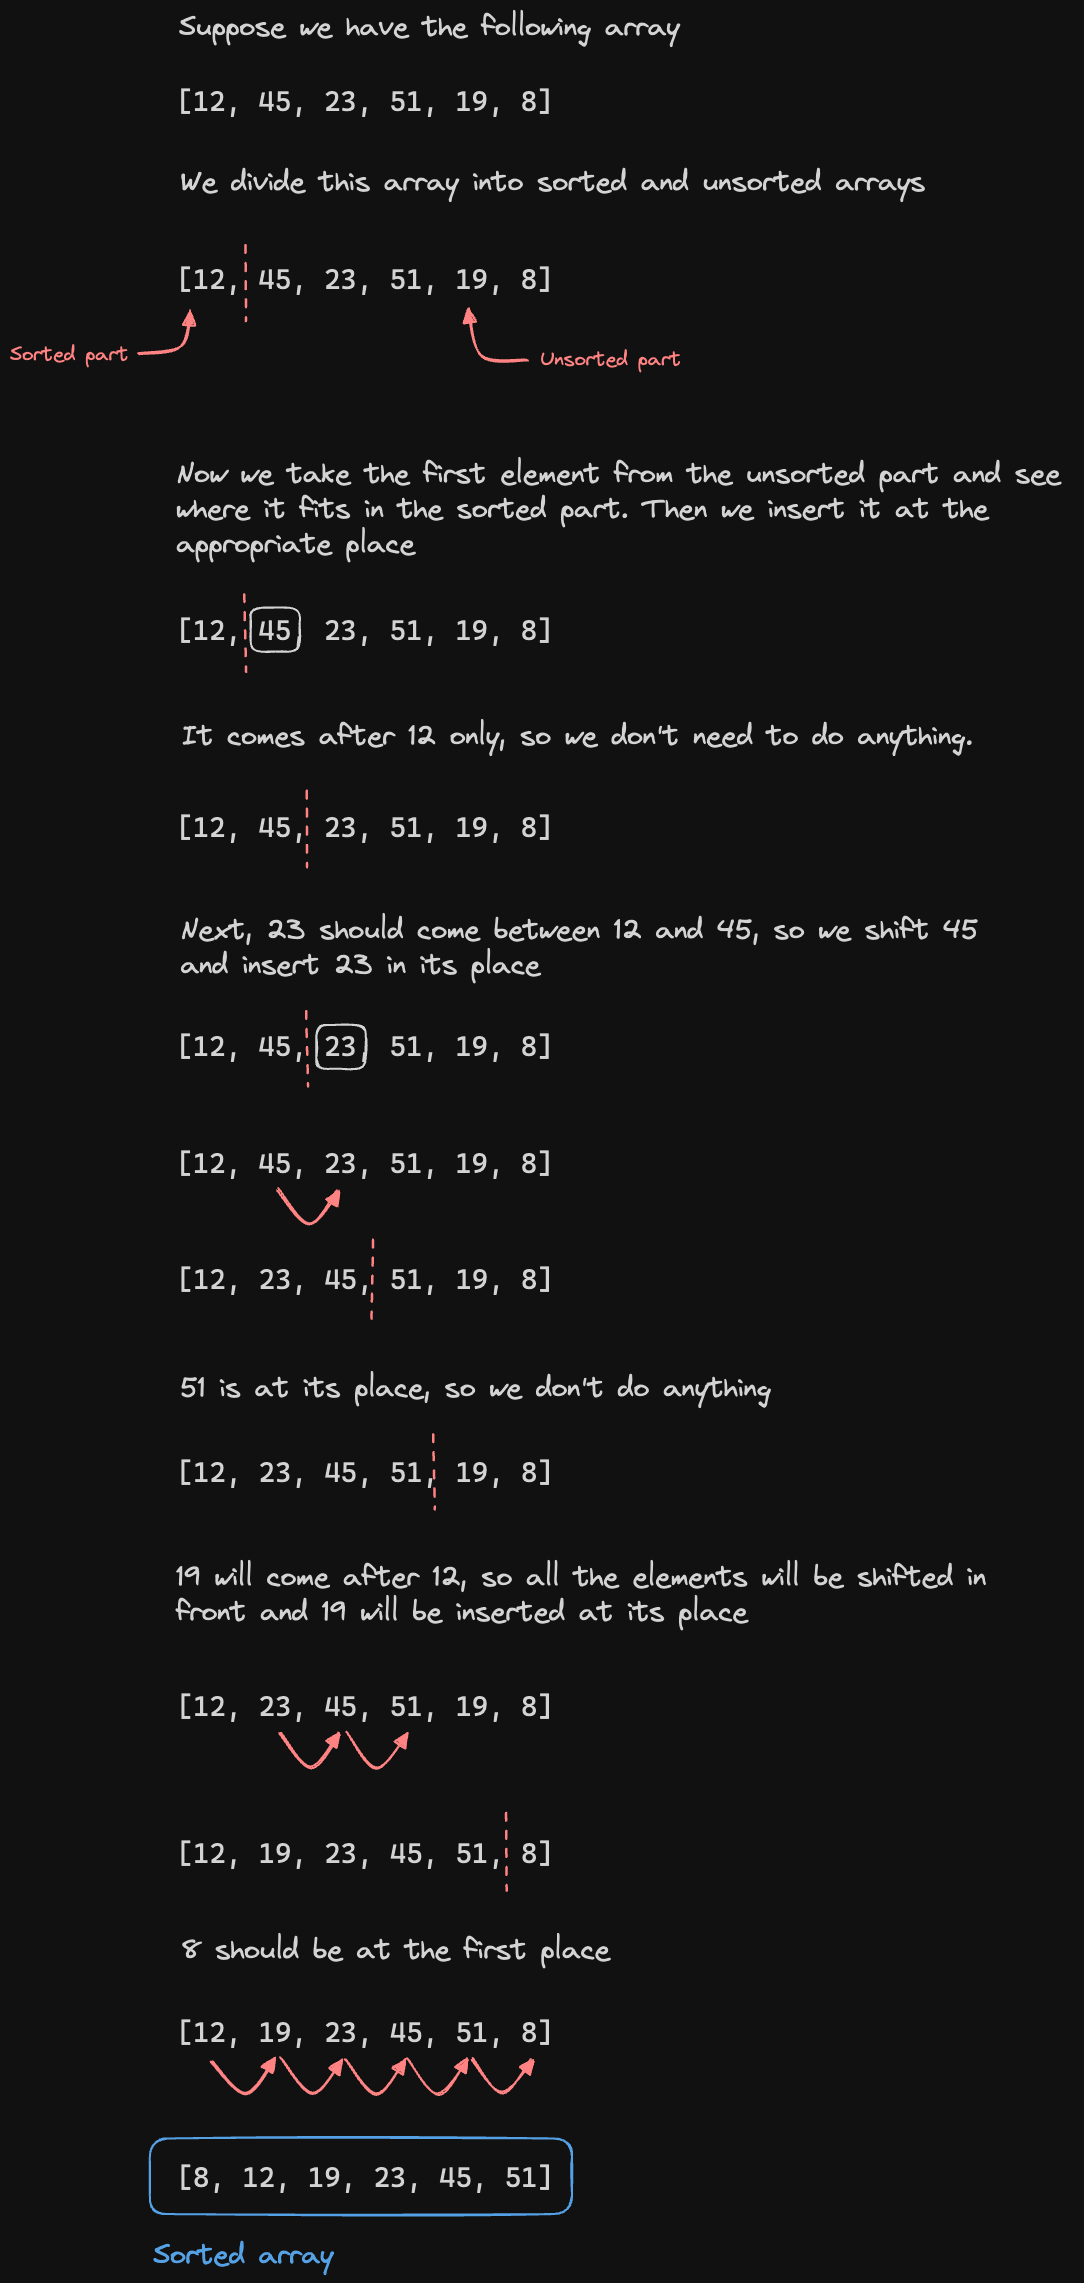 Suppose we have the following array
[12, 45, 23, 51, 19, 8]
We divide this array into sorted and unsorted arrays
[12, 45, 23, 51, 19, 8]
Sorted part
Unsorted part
Now we take the first element from the unsorted part and see
where it fits in the sorted part. Then we insert it at the
appropriate place
[12, 45, 23, 51, 19, 8]
It comes after 12 only, so we don't need to do anything.
[12, 45, 23, 51, 19, 8]
Next, 23 should come between 12 and 45, so we shift 45
and insert 23 in its place
[12, 45, 23, 51, 19, 8]
[12, 45, 23, 51, 19, 8]
[12, 23, 45, 51, 19, 8]
51 is at its place, so we don't do anything
[12, 23, 45, 51, 19, 8]
19 will come after 12, so all the elements will be shifted in
front and 19 will be inserted at its place
[12, 23, 45, 51, 19, 8]
[12, 19, 23, 45, 51, 8]
8 should be at the first place
[12, 19, 23, 45, 51, 8]
[8, 12, 19, 23, 45, 51]
Sorted array